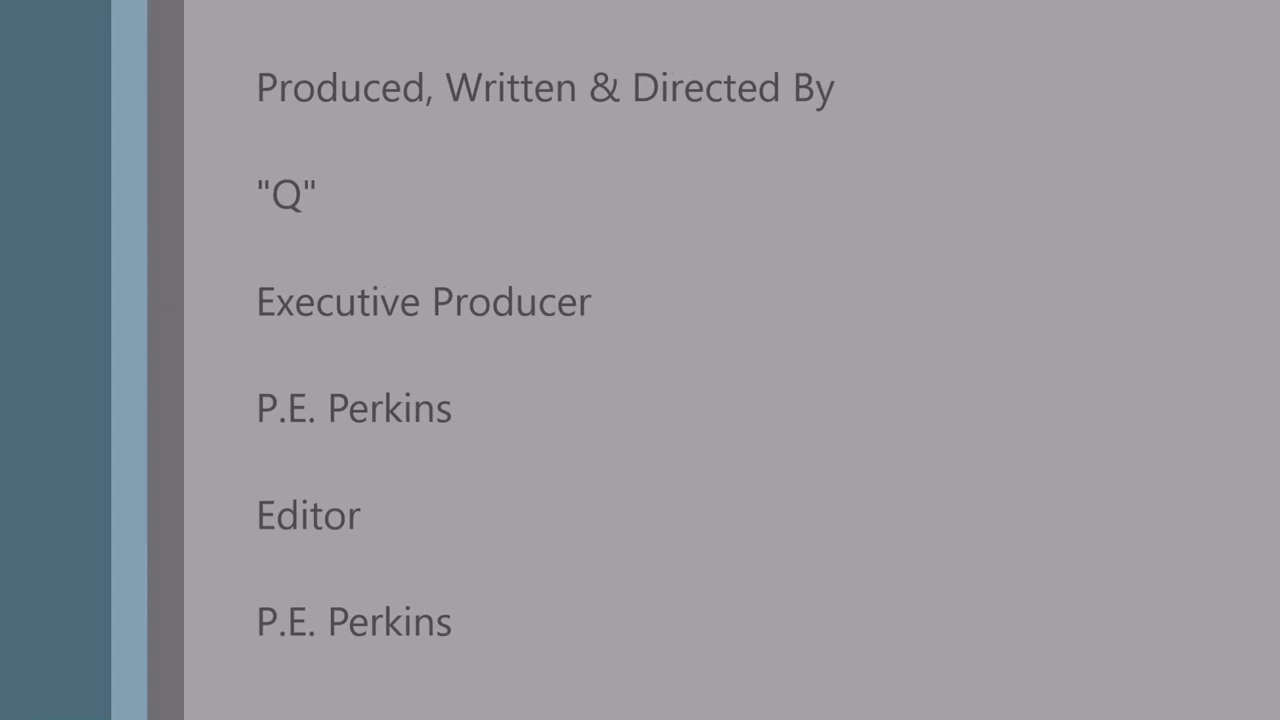 Produced, Written & Directed By
"Q"
Executive Producer
P.E. Perkins
Editor
P.E. Perkins